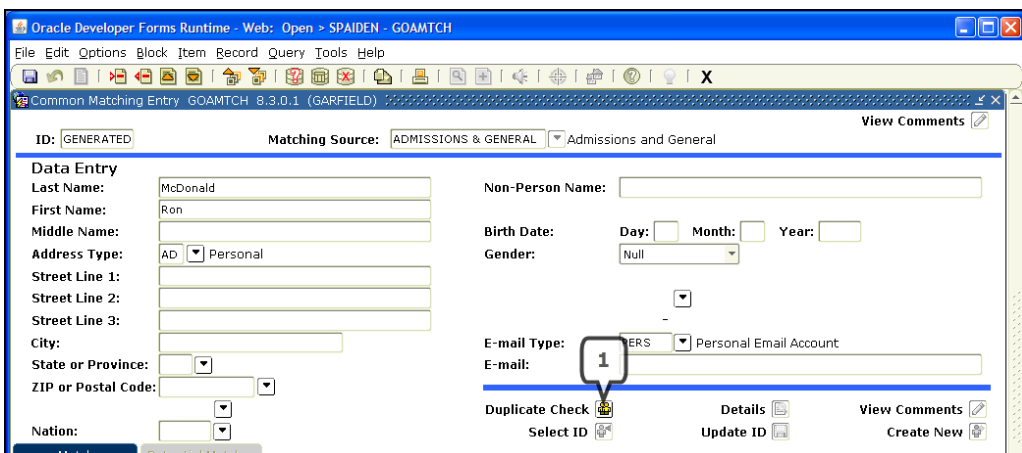 Oracle Developer Forms Runtime - Web: Open > SPAIDEN - GOAMTCH
File Edit Options Block Item Record Query Tools Help
X
Common Matching Entry GOAMTCH 8.3.0.1 (GARFIELD)
View Comments
ID: GENERATED Matching Source: ADMISSIONS & GENERAL Admissions and General
Data Entry
Last Name: McDonald Non-Person Name:
First Name: Ron
Middle Name: Birth Date: Day: Month: Year:
Address Type: AD Personal Gender: Null
Street Line 1:
Street Line 2:
Street Line 3: -
City: E-mail Type: PERS Personal Email Account
State or Province: E-mail: 1
ZIP or Postal Code:
Duplicate Check Details View Comments
Nation: Select ID Update ID Create New